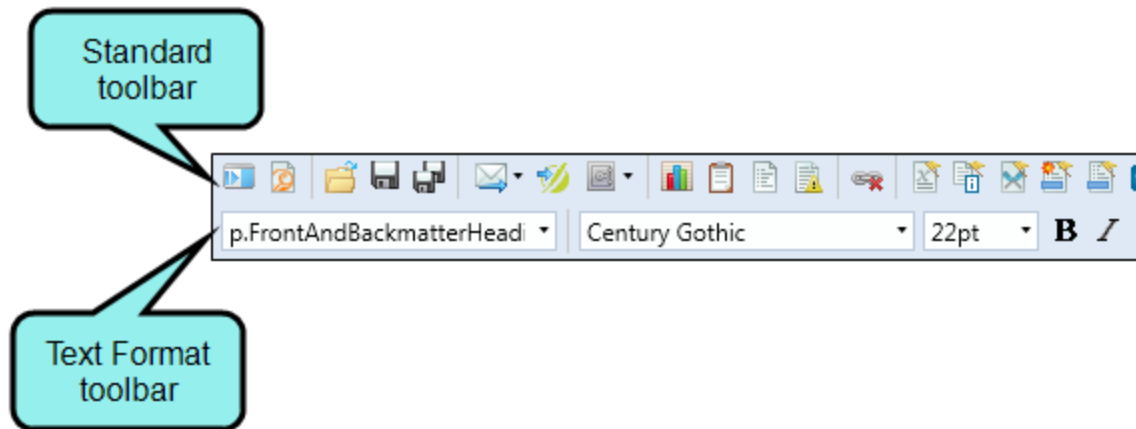 Standard
toolbar
p.FrontAndBackmatterHeadi
Century Gothic
22pt
B
I
Text Format
toolbar